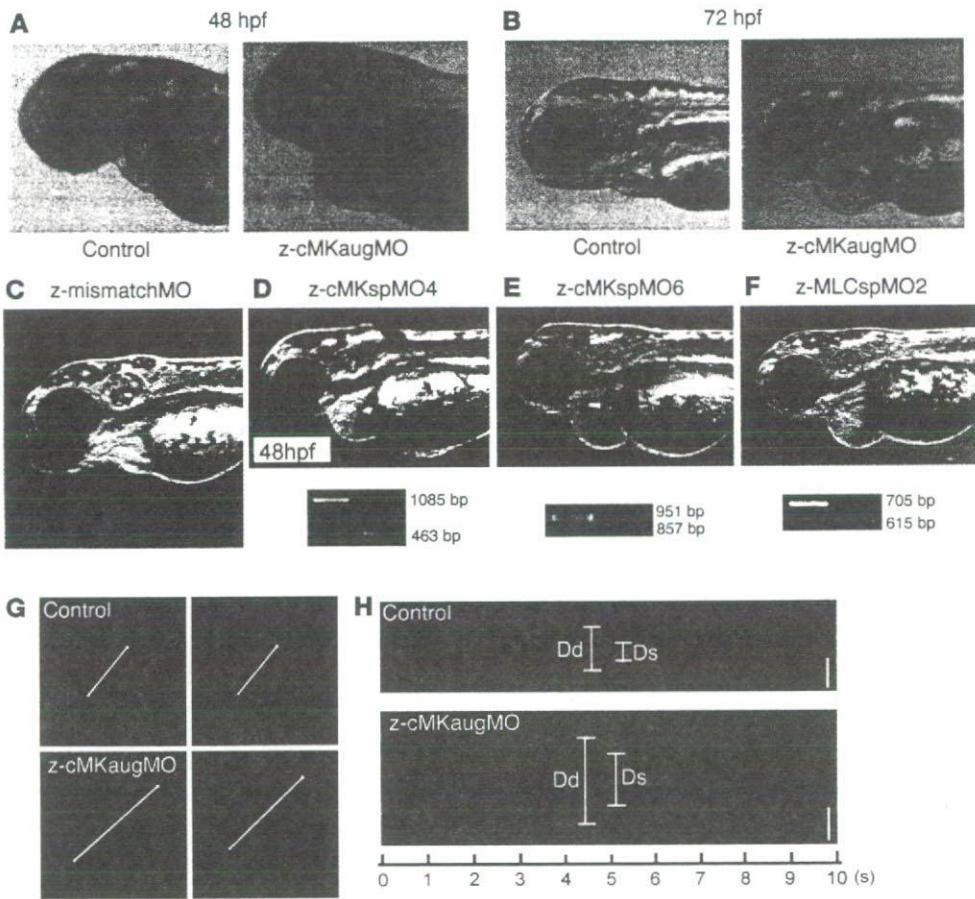 A 48 hpf
B 72 hpf
Control
z-cMKaugMO
Control
z-cMKaugMO
C z-mismatchMO
D z-cMKspMO4
E z-cMKspMO6
F z-MLCspMO2
48hpf
1085 bp
463 bp
951 bp
857 bp
705 bp
615 bp
G Control
z-cMKaugMO
H Control
Dd Ds
z-cMKaugMO
Dd Ds
0 1 2 3 4 5 6 7 8 9 10 (s)